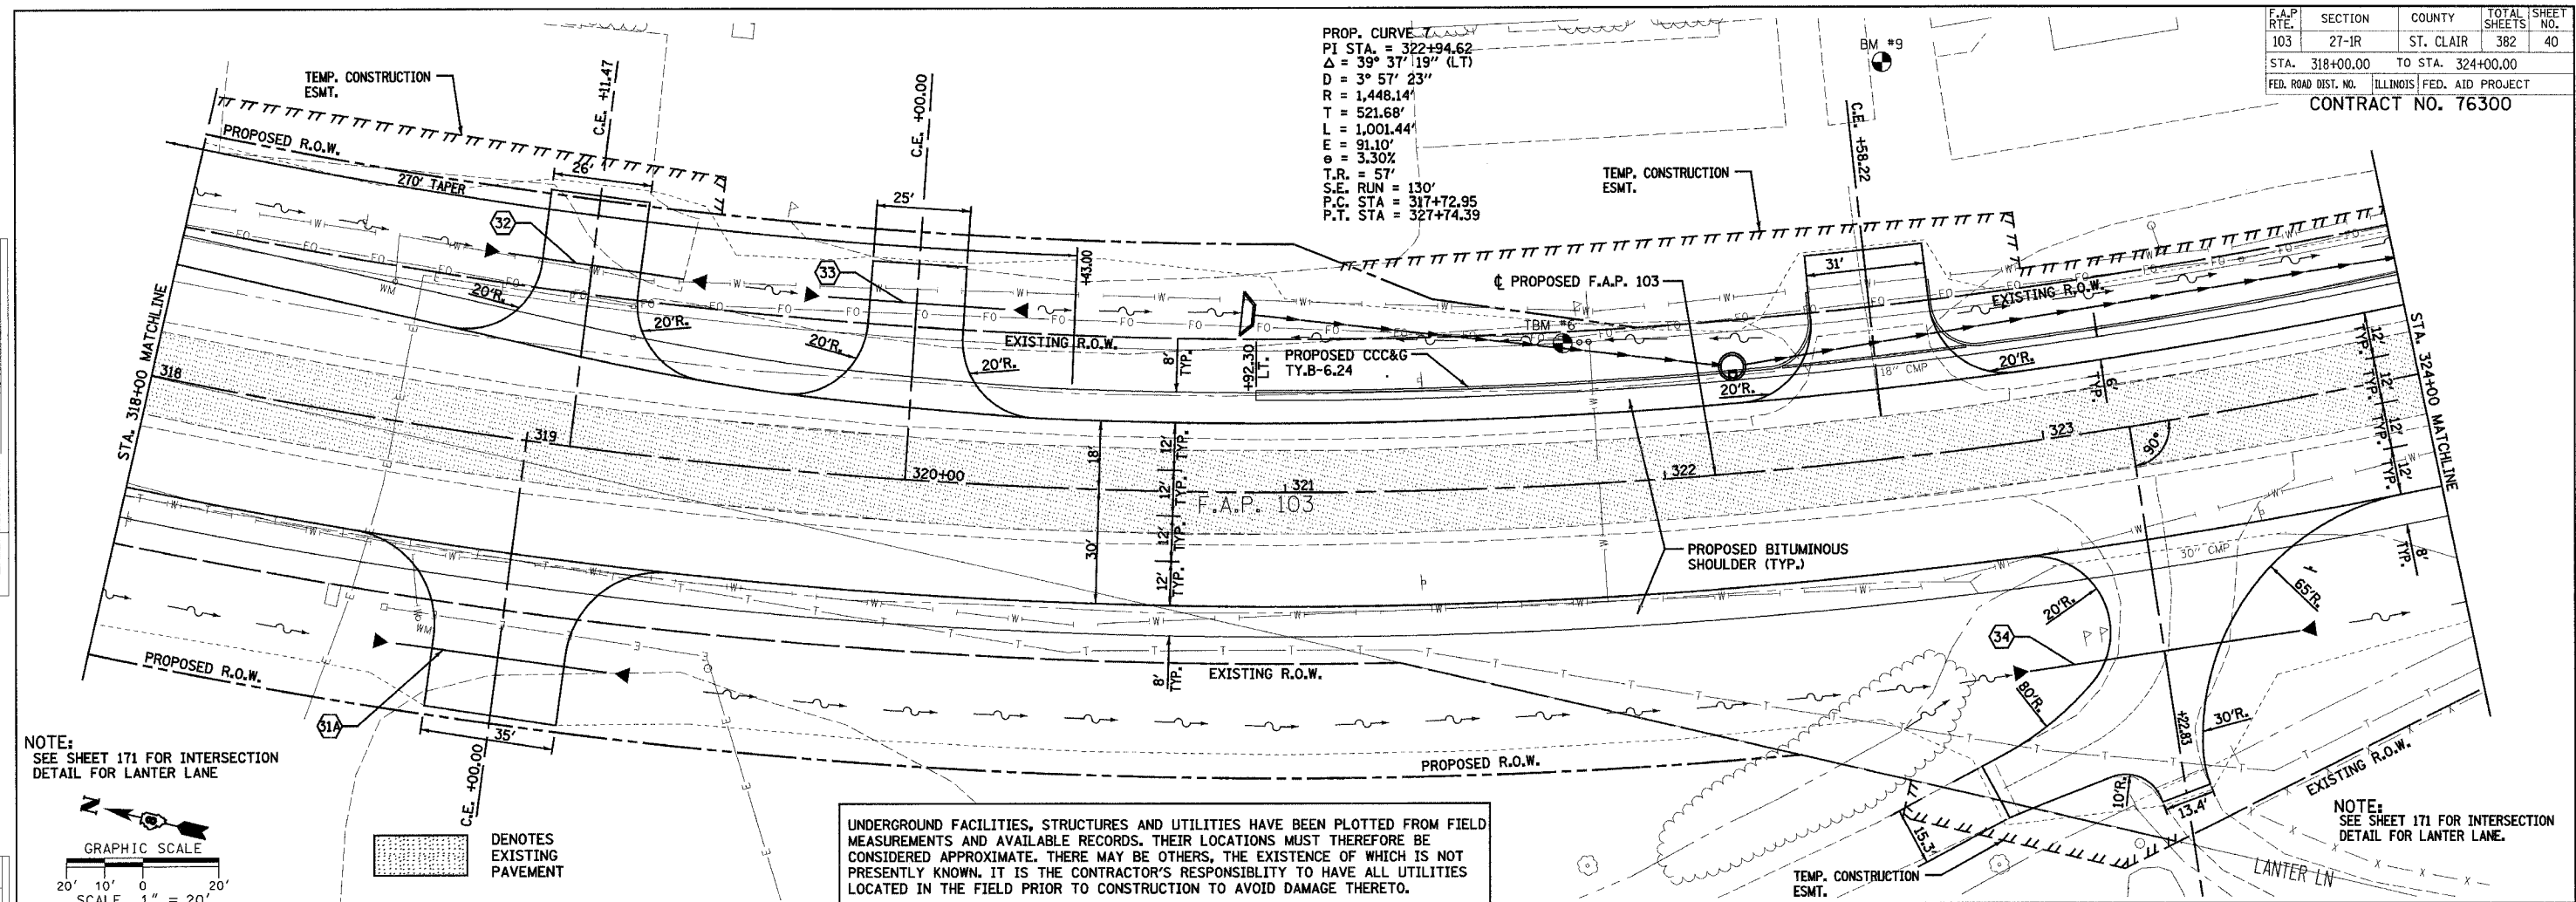 F.A.P RTE. SECTION COUNTY TOTAL SHEETS SHEET NO.
103 27-1R ST. CLAIR 382 40
STA. 318+00.00 TO STA. 324+00.00
FED. ROAD DIST. NO. ILLINOIS FED. AID PROJECT
CONTRACT NO. 76300
PROP. CURVE 7
PI STA. = 322+94.62
Δ = 39° 37' 19" (LT)
D = 3° 57' 23"
R = 1,448.14'
T = 521.68'
L = 1,001.44'
E = 91.10'
e = 3.30%
T.R. = 57'
S.E. RUN = 130'
P.C. STA = 317+72.95
P.T. STA = 327+74.39
BM #9
TEMP. CONSTRUCTION
ESMT.
C.E. +11.47
C.E. +00.00
C.E. +58.22
TEMP. CONSTRUCTION
ESMT.
PROPOSED R.O.W.
270' TAPER
26'
25'
31'
32
33
+43.00
20'R.
20'R.
20'R.
20'R.
20'R.
20'R.
℄ PROPOSED F.A.P. 103
EXISTING R.O.W.
EXISTING R.O.W.
TBM #6
PROPOSED CCC&G
TY.B-6.24
+92.30
LT.
8'
TYP.
18" CMP
6'
TYP.
WM
STA. 318+00 MATCHLINE
STA. 324+00 MATCHLINE
318
319
320+00
321
322
323
90°
F.A.P. 103
18'
30'
12'
TYP.
12'
TYP.
12'
TYP.
12'
TYP.
12'
TYP.
12'
TYP.
12'
TYP.
12'
TYP.
PROPOSED BITUMINOUS
SHOULDER (TYP.)
30" CMP
8'
TYP.
65'R.
20'R.
34
80'R.
30'R.
+22.83
WM
PROPOSED R.O.W.
31A
35'
C.E. +00.00
8'
TYP.
EXISTING R.O.W.
PROPOSED R.O.W.
EXISTING R.O.W.
10'R.
13.4'
15.3'
TEMP. CONSTRUCTION
ESMT.
LANTER LN
NOTE:
SEE SHEET 171 FOR INTERSECTION
DETAIL FOR LANTER LANE
NOTE:
SEE SHEET 171 FOR INTERSECTION
DETAIL FOR LANTER LANE.
N
GRAPHIC SCALE
20' 10' 0 20'
SCALE 1" = 20'
DENOTES
EXISTING
PAVEMENT
UNDERGROUND FACILITIES, STRUCTURES AND UTILITIES HAVE BEEN PLOTTED FROM FIELD
MEASUREMENTS AND AVAILABLE RECORDS. THEIR LOCATIONS MUST THEREFORE BE
CONSIDERED APPROXIMATE. THERE MAY BE OTHERS, THE EXISTENCE OF WHICH IS NOT
PRESENTLY KNOWN. IT IS THE CONTRACTOR'S RESPONSIBLITY TO HAVE ALL UTILITIES
LOCATED IN THE FIELD PRIOR TO CONSTRUCTION TO AVOID DAMAGE THERETO.